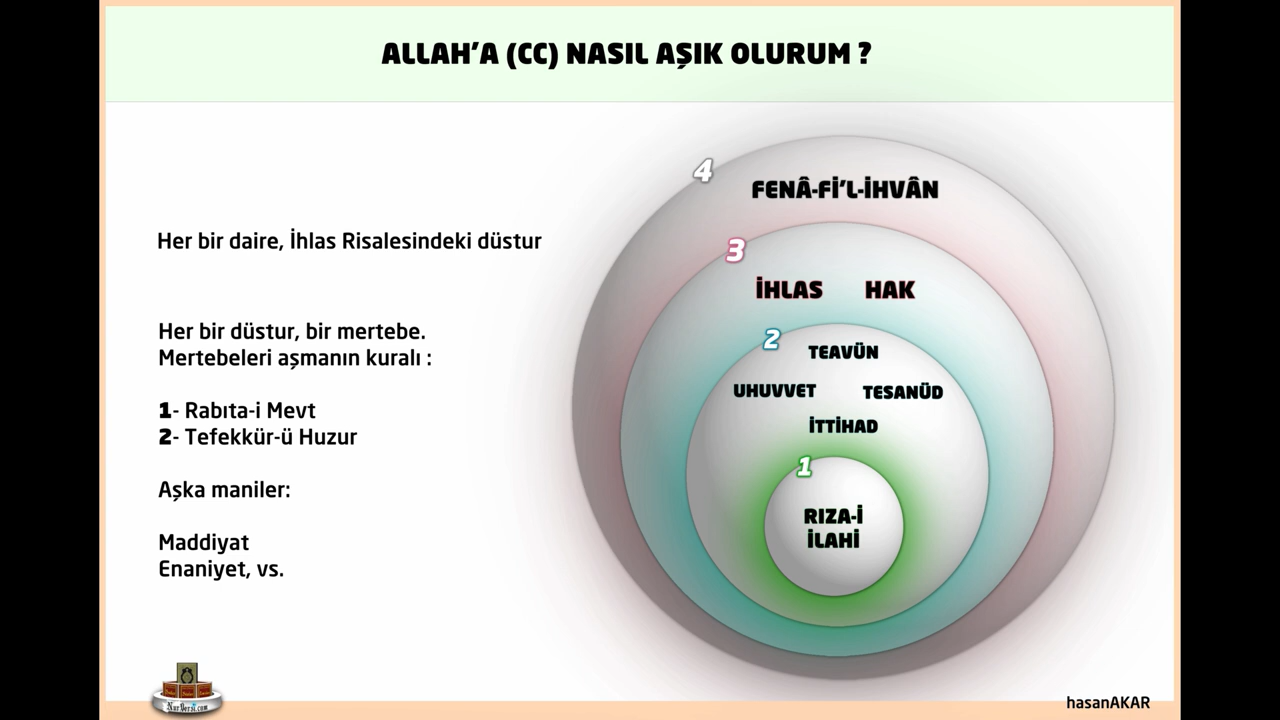 ALLAH'A (CC) NASIL AŞIK OLURUM ?
Her bir daire, İhlas Risalesindeki düstur
Her bir düstur, bir mertebe.
Mertebeleri aşmanın kuralı :
1- Rabıta-i Mevt
2- Tefekkür-ü Huzur
Aşka maniler:
Maddiyat
Enaniyet, vs.
4
FENÂ-Fİ'L-İHVÂN
3
İHLAS HAK
2
TEAVÜN
UHUVVET TESANÜD
İTTİHAD
1
RIZA-İ
İLAHİ
NurDersi.com
hasanAKAR